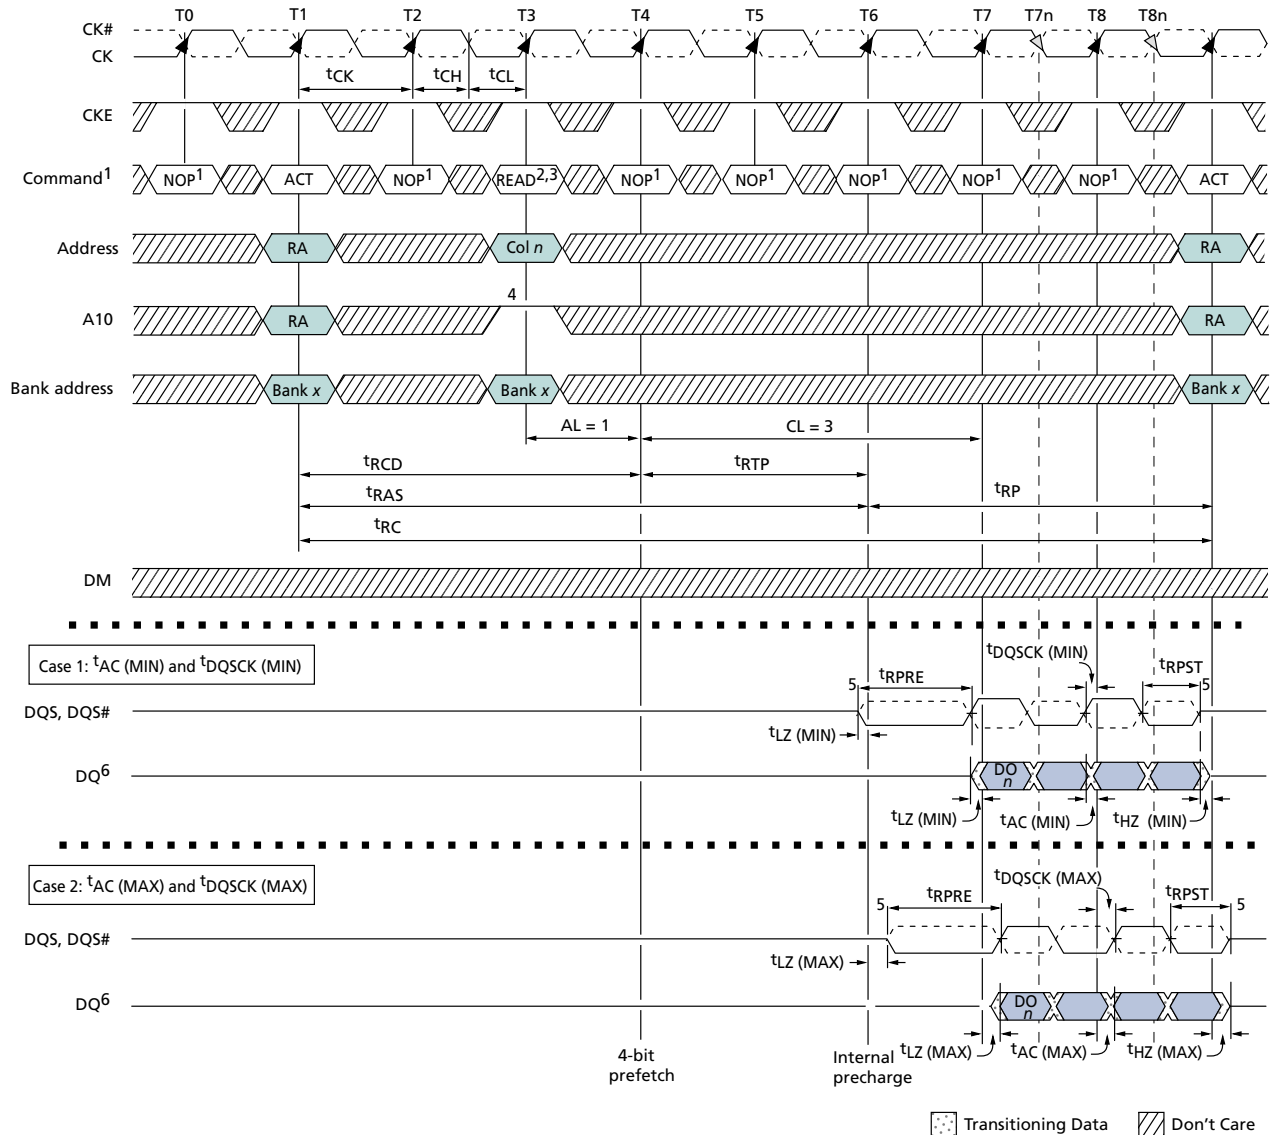 T0 T1 T2 T3 T4 T5 T6 T7 T7n T8 T8n
CK#
CK
tCK tCH tCL
CKE
Command1 NOP1 ACT NOP1 READ2,3 NOP1 NOP1 NOP1 NOP1 NOP1 ACT
Address RA Col n RA
4
A10 RA RA
Bank address Bank x Bank x Bank x
AL = 1 CL = 3
tRCD tRTP
tRAS tRP
tRC
DM
Case 1: tAC (MIN) and tDQSCK (MIN)
tDQSCK (MIN)
5 tRPRE tRPST 5
DQS, DQS#
tLZ (MIN)
DQ6 DO n
tLZ (MIN) tAC (MIN) tHZ (MIN)
Case 2: tAC (MAX) and tDQSCK (MAX)
tDQSCK (MAX)
5 tRPRE tRPST 5
DQS, DQS#
tLZ (MAX)
DQ6 DO n
tLZ (MAX) tAC (MAX) tHZ (MAX)
4-bit
prefetch
Internal
precharge
Transitioning Data Don't Care